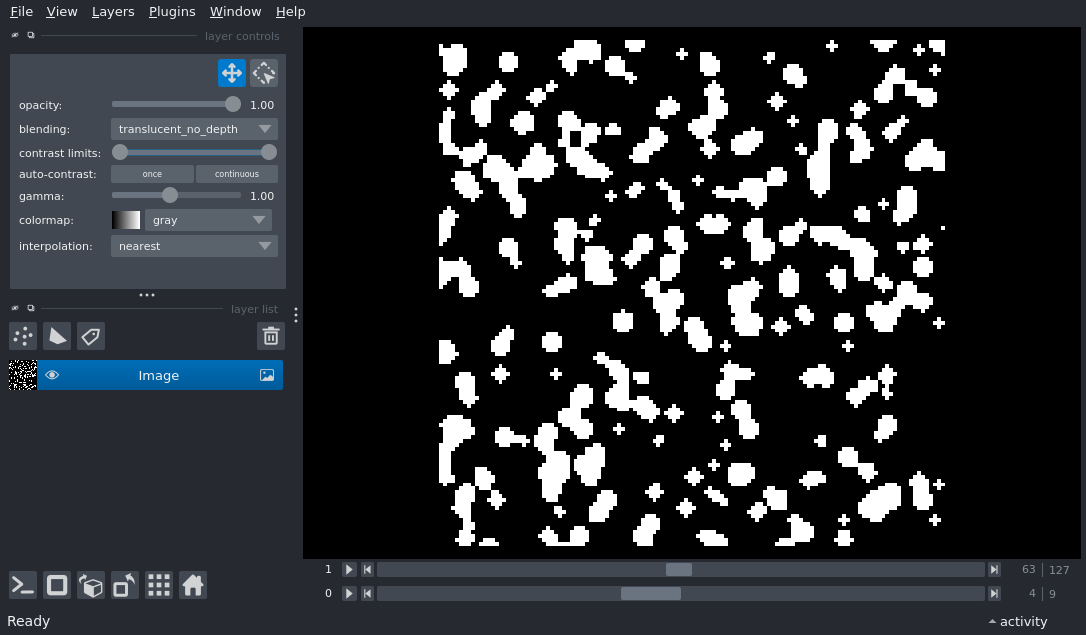 File View Layers Plugins Window Help
layer controls
opacity: 1.00
blending: translucent_no_depth
contrast limits:
auto-contrast: once continuous
gamma: 1.00
colormap: gray
interpolation: nearest
layer list
Image
1 63 127
0 4 9
Ready activity